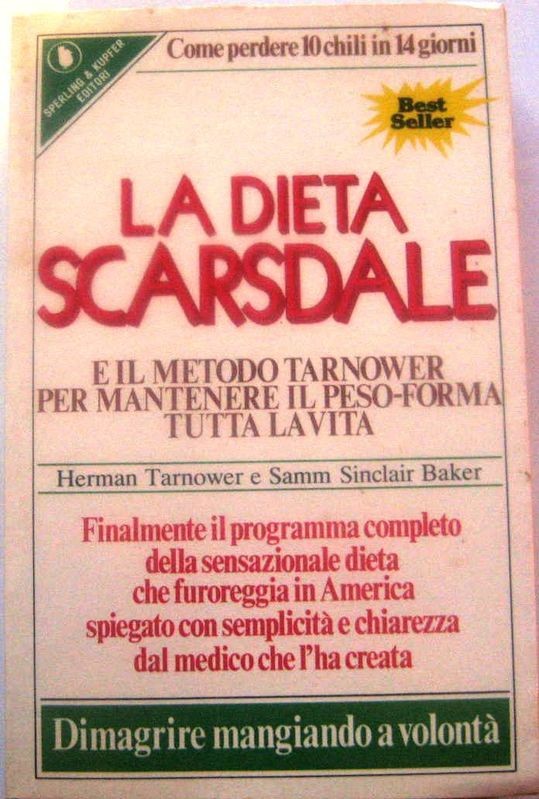 SPERLING & KUPFER
EDITORI
Come perdere 10 chili in 14 giorni
Best
Seller
LA DIETA
SCARSDALE
E IL METODO TARNOWER
PER MANTENERE IL PESO-FORMA
TUTTA LA VITA
Herman Tarnower e Samm Sinclair Baker
Finalmente il programma completo
della sensazionale dieta
che furoreggia in America
spiegato con semplicità e chiarezza
dal medico che l'ha creata
Dimagrire mangiando a volontà